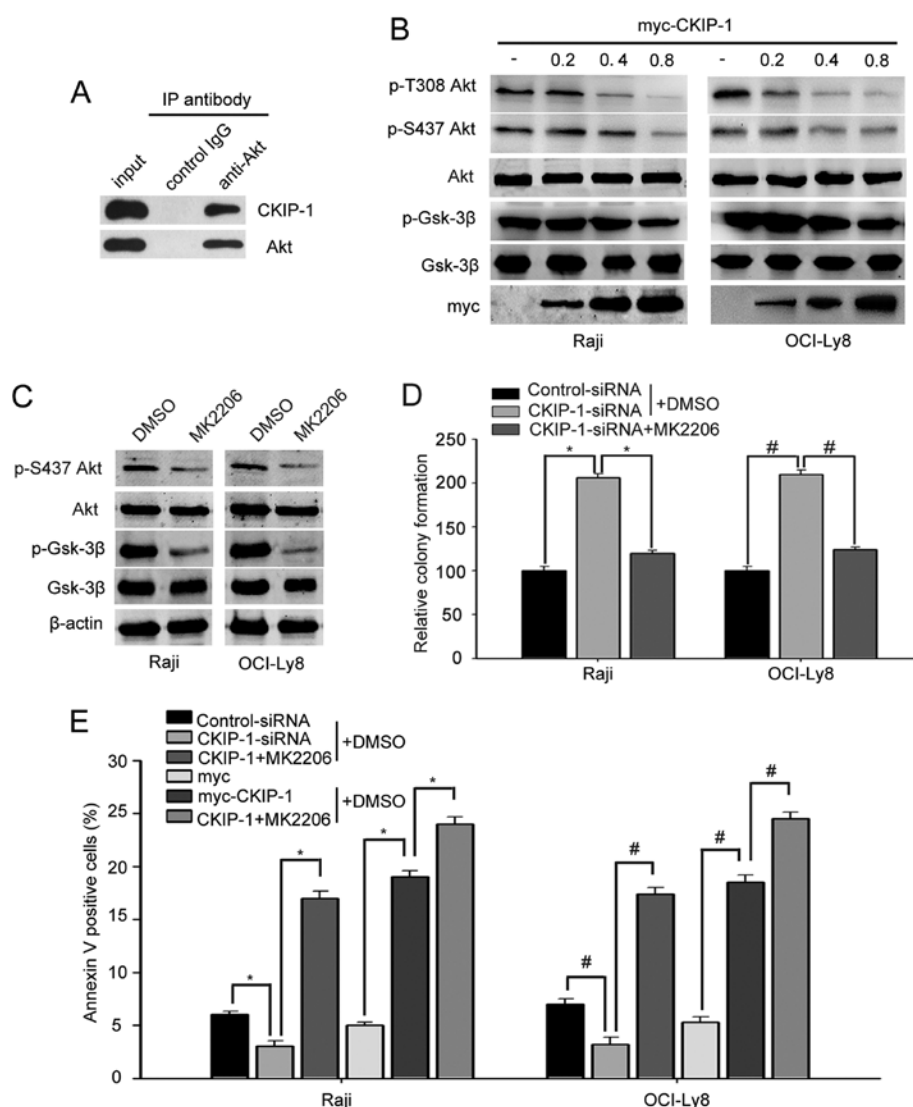 A
IP antibody
input
control IgG
anti-Akt
CKIP-1
Akt
B
myc-CKIP-1
- 0.2 0.4 0.8 - 0.2 0.4 0.8
p-T308 Akt
p-S437 Akt
Akt
p-Gsk-3β
Gsk-3β
myc
Raji OCI-Ly8
C
DMSO MK2206 DMSO MK2206
p-S437 Akt
Akt
p-Gsk-3β
Gsk-3β
β-actin
Raji OCI-Ly8
D
Control-siRNA
CKIP-1-siRNA
+DMSO
CKIP-1-siRNA+MK2206
Relative colony formation
250
200
150
100
50
0
* * # #
Raji OCI-Ly8
E
Control-siRNA
CKIP-1-siRNA
+DMSO
CKIP-1+MK2206
myc
myc-CKIP-1
+DMSO
CKIP-1+MK2206
Annexin V positive cells (%)
30
25
20
15
10
5
0
* * * * # # # #
Raji OCI-Ly8